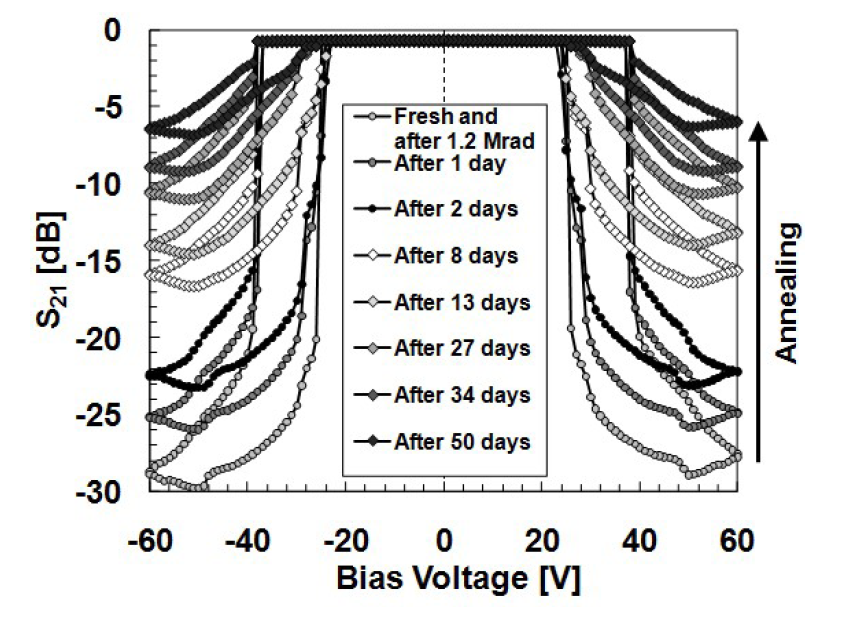 0
-5
-10
-15
-20
-25
-30
S21 [dB]
Fresh and
after 1.2 Mrad
After 1 day
After 2 days
After 8 days
After 13 days
After 27 days
After 34 days
After 50 days
Annealing
-60 -40 -20 0 20 40 60
Bias Voltage [V]